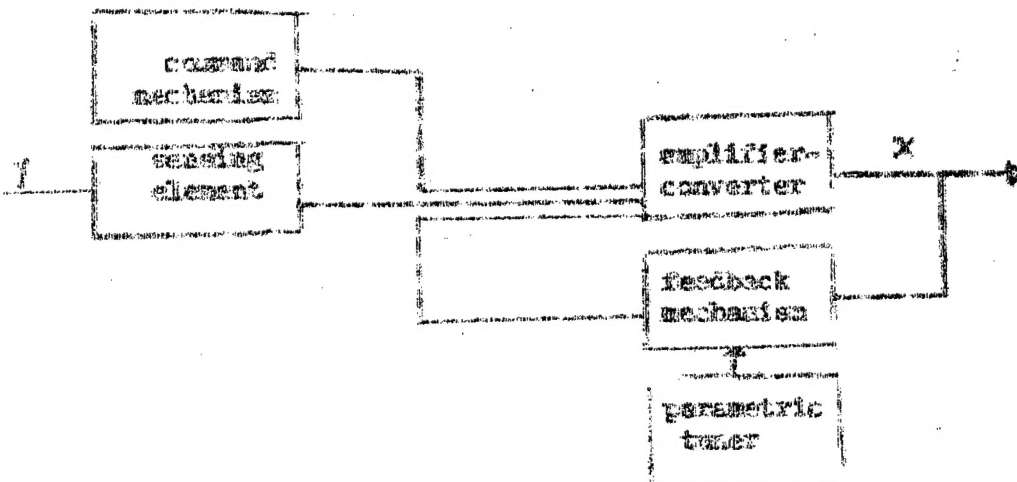 command
mechanism
sensing
element
amplifier-
converter
X
feedback
mechanism
parametric
tuner